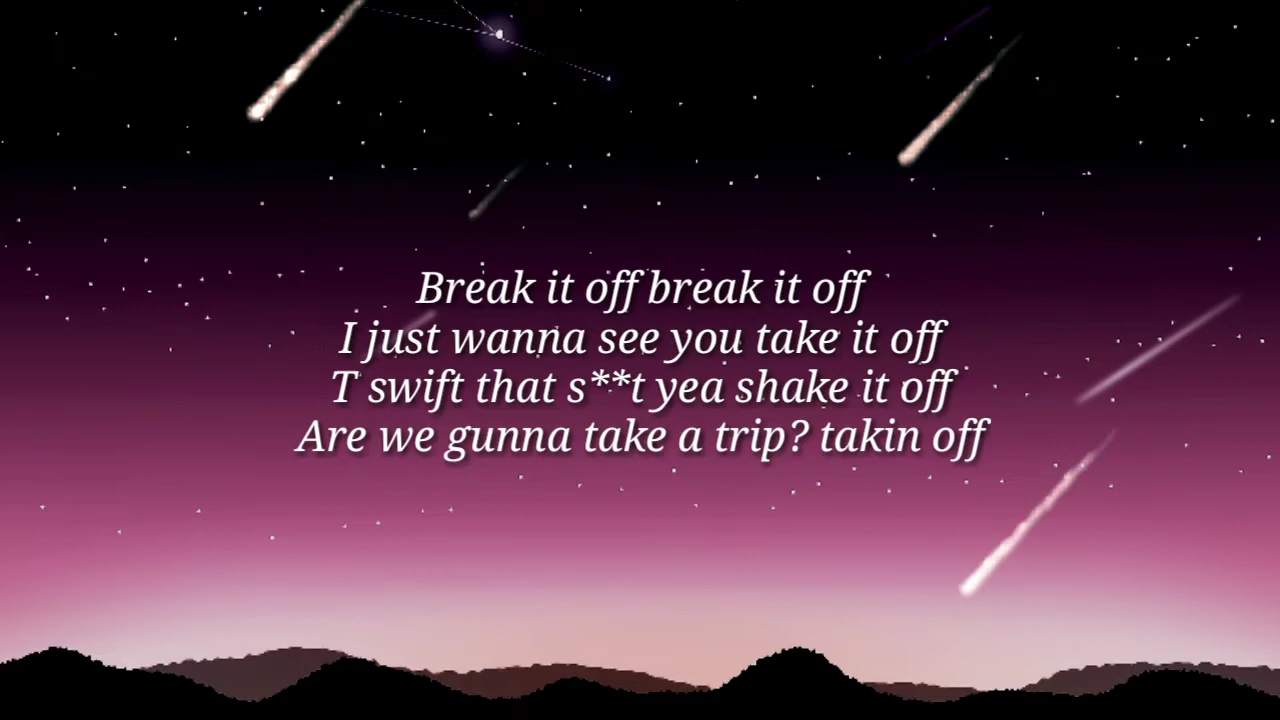 Break it off break it off
I just wanna see you take it off
T swift that s**t yea shake it off
Are we gunna take a trip? takin off